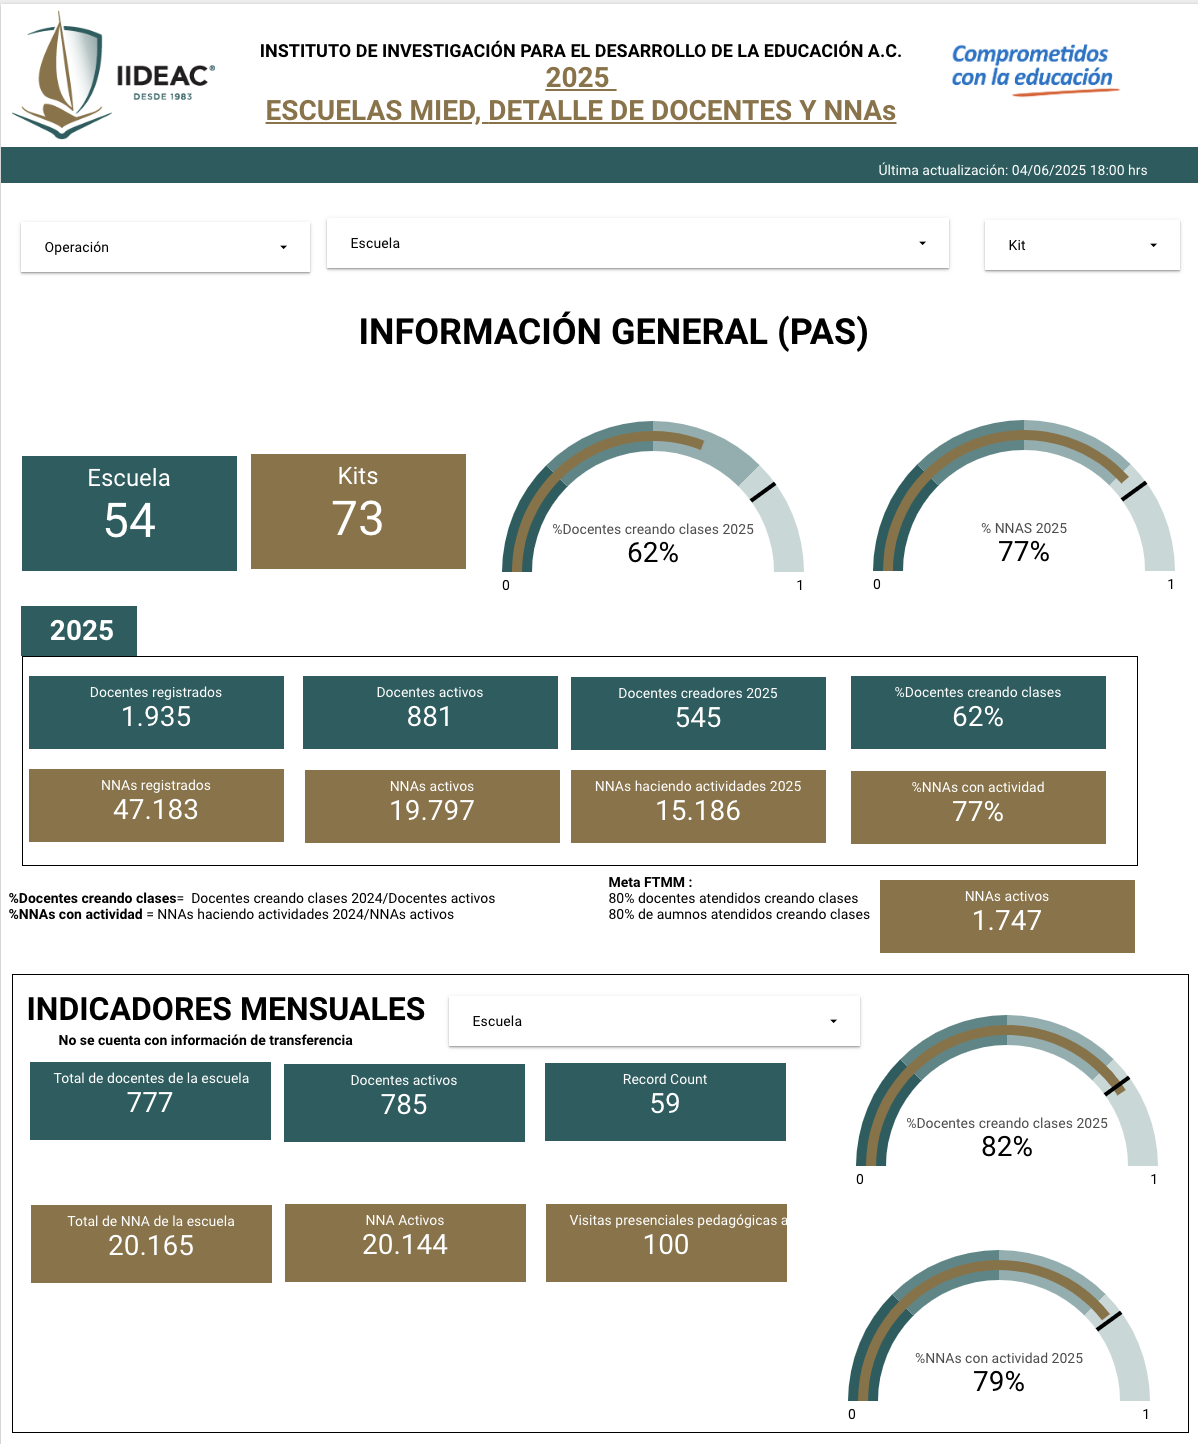 IIDEAC®
DESDE 1983
INSTITUTO DE INVESTIGACIÓN PARA EL DESARROLLO DE LA EDUCACIÓN A.C.
2025
ESCUELAS MIED, DETALLE DE DOCENTES Y NNAs
Comprometidos
con la educación
Última actualización: 04/06/2025 18:00 hrs
Operación
Escuela
Kit
INFORMACIÓN GENERAL (PAS)
Escuela
54
Kits
73
%Docentes creando clases 2025
62%
0
1
% NNAS 2025
77%
0
1
2025
Docentes registrados
1.935
Docentes activos
881
Docentes creadores 2025
545
%Docentes creando clases
62%
NNAs registrados
47.183
NNAs activos
19.797
NNAs haciendo actividades 2025
15.186
%NNAs con actividad
77%
%Docentes creando clases=  Docentes creando clases 2024/Docentes activos
%NNAs con actividad = NNAs haciendo actividades 2024/NNAs activos
Meta FTMM :
80% docentes atendidos creando clases
80% de aumnos atendidos creando clases
NNAs activos
1.747
INDICADORES MENSUALES
No se cuenta con información de transferencia
Escuela
Total de docentes de la escuela
777
Docentes activos
785
Record Count
59
%Docentes creando clases 2025
82%
0
1
Total de NNA de la escuela
20.165
NNA Activos
20.144
Visitas presenciales pedagógicas a
100
%NNAs con actividad 2025
79%
0
1